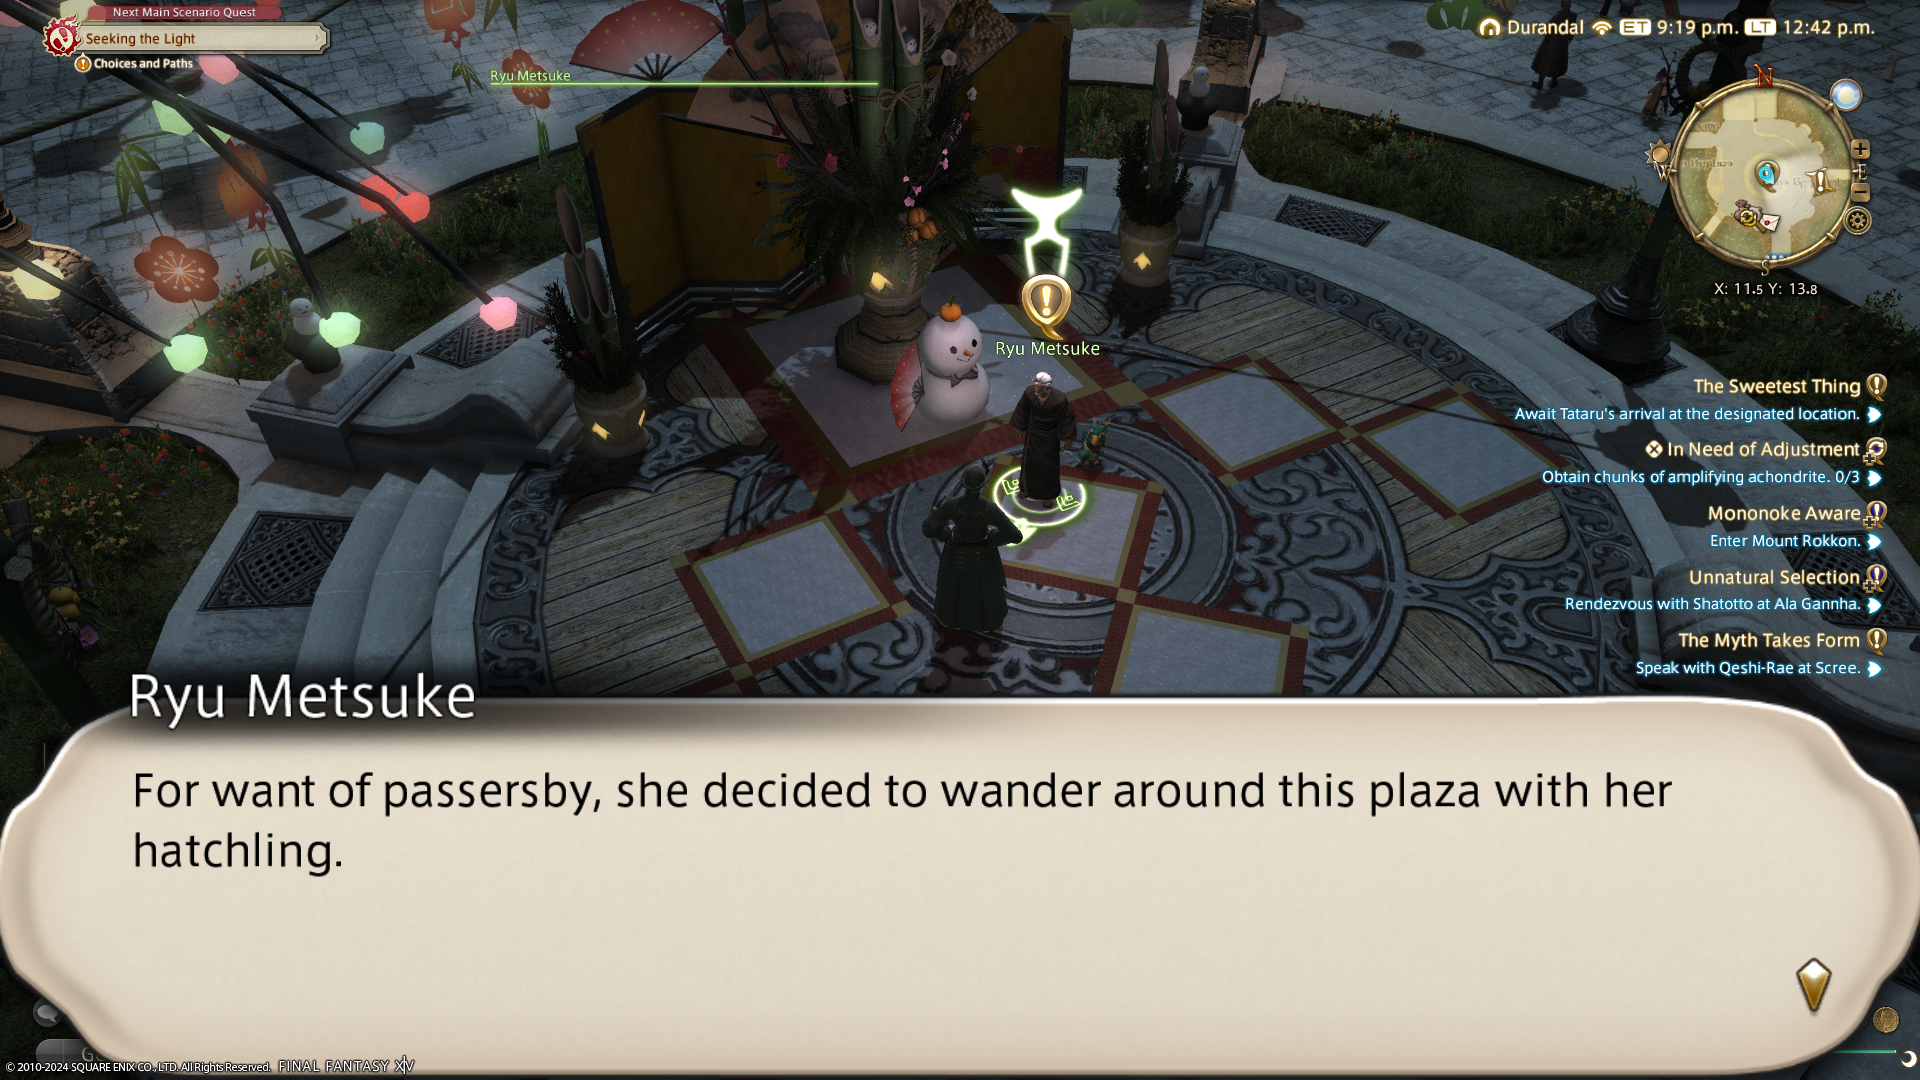 Next Main Scenario Quest
Seeking the Light
Choices and Paths
Ryu Metsuke
Durandal ET 9:19 p.m. LT 12:42 p.m.
N
W
E
S
X: 11.5 Y: 13.8
Ryu Metsuke
The Sweetest Thing
Await Tataru's arrival at the designated location.
In Need of Adjustment
Obtain chunks of amplifying achondrite. 0/3
Mononoke Aware
Enter Mount Rokkon.
Unnatural Selection
Rendezvous with Shatotto at Ala Gannha.
The Myth Takes Form
Speak with Qeshi-Rae at Scree.
Ryu Metsuke
For want of passersby, she decided to wander around this plaza with her
hatchling.
© 2010-2024 SQUARE ENIX CO., LTD. All Rights Reserved. FINAL FANTASY XIV